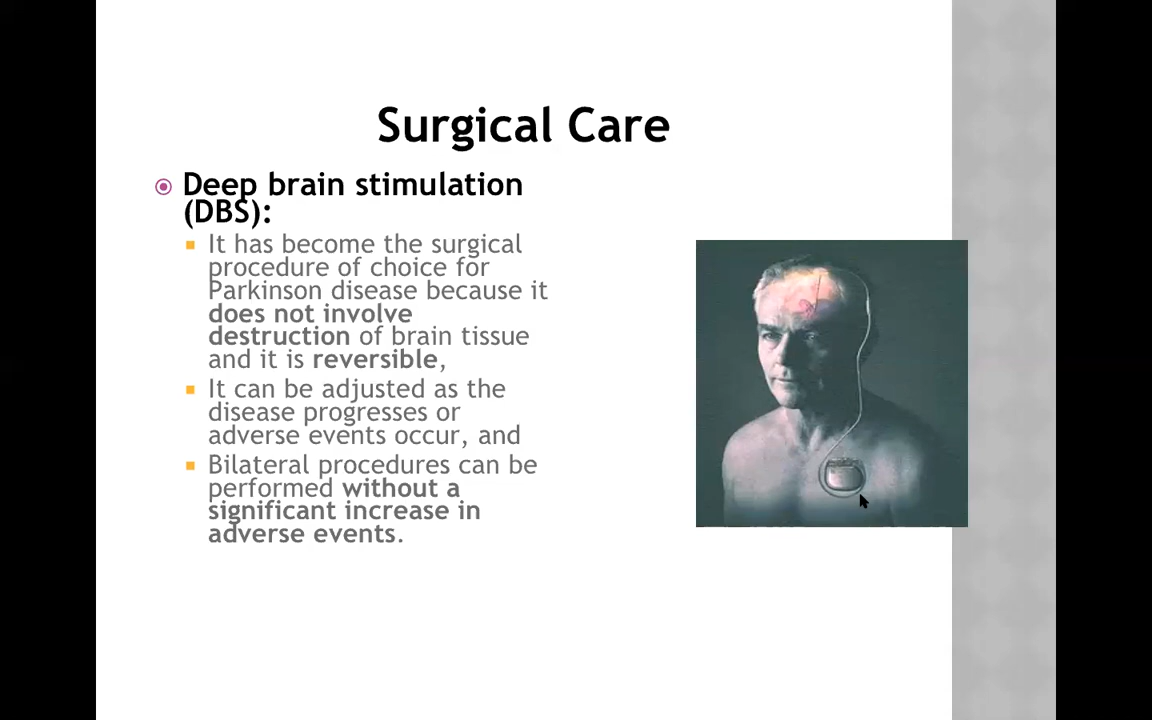 Surgical Care
Deep brain stimulation
(DBS):
It has become the surgical
procedure of choice for
Parkinson disease because it
does not involve
destruction of brain tissue
and it is reversible,
It can be adjusted as the
disease progresses or
adverse events occur, and
Bilateral procedures can be
performed without a
significant increase in
adverse events.